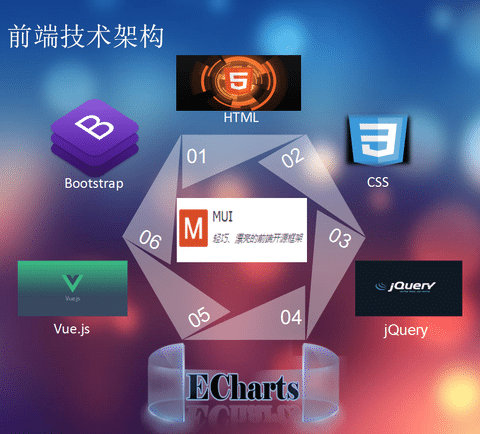 前端技术架构
5
HTML
B
Bootstrap
3
CSS
01
02
03
04
05
06
M
MUI
轻巧、漂亮的前端开源框架
Vue.js
Vue.js
jQuery
jQuery
ECharts